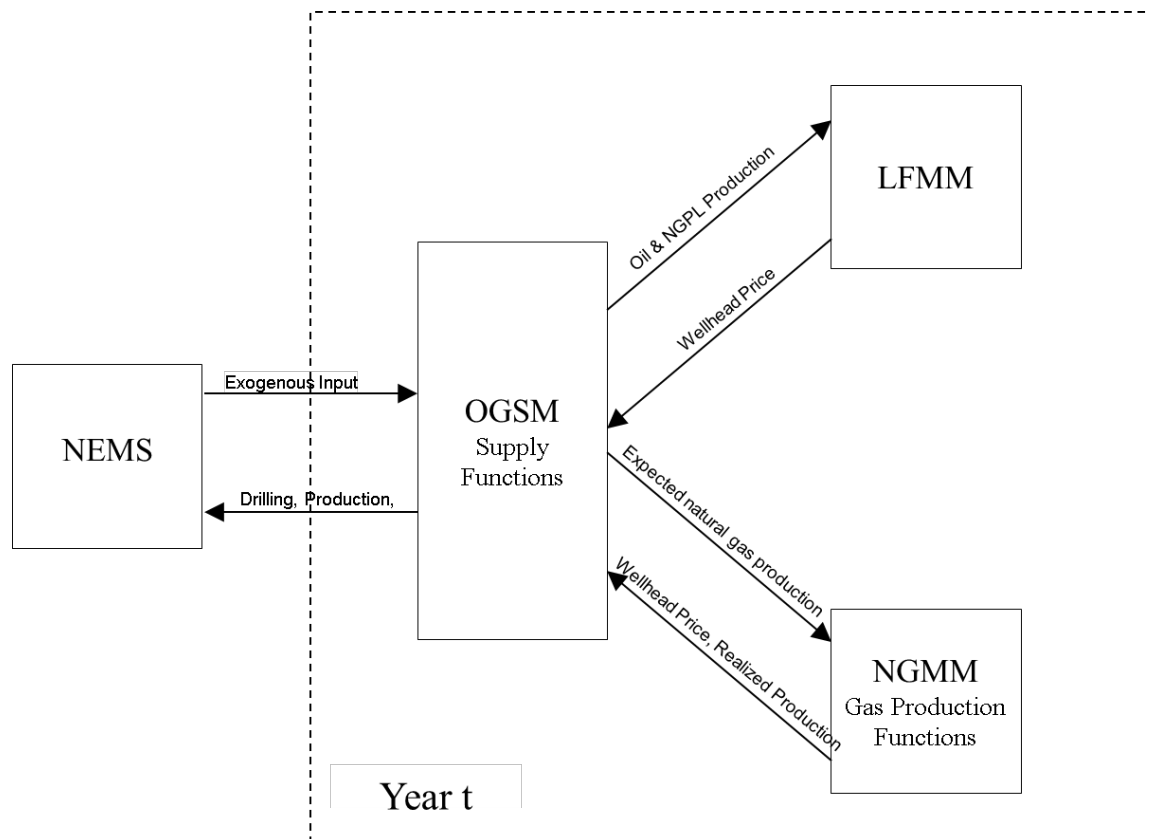 LFMM
Oil & NGPL Production
Wellhead Price
Exogenous Input
NEMS
OGSM
Supply
Functions
Drilling, Production,
Expected natural gas production
Wellhead Price, Realized Production
NGMM
Gas Production
Functions
Year t